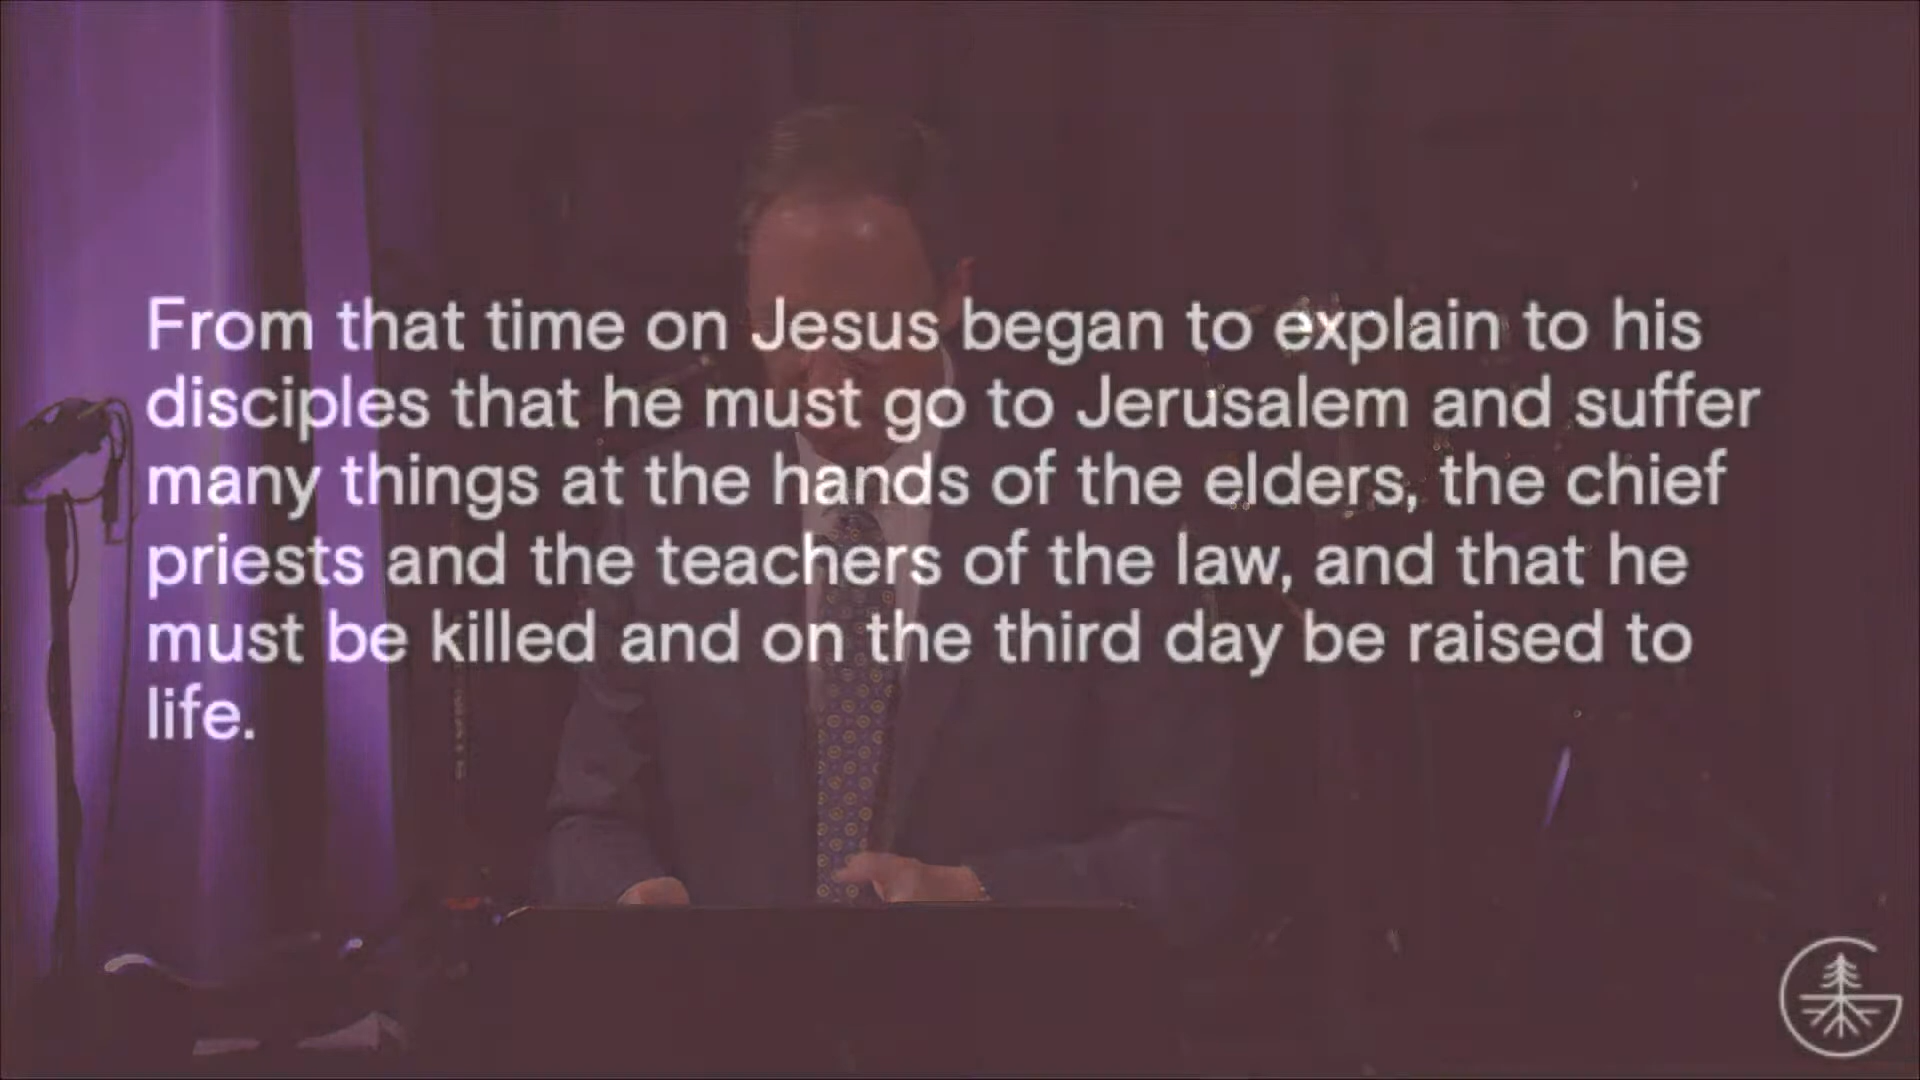 From that time on Jesus began to explain to his
disciples that he must go to Jerusalem and suffer
many things at the hands of the elders, the chief
priests and the teachers of the law, and that he
must be killed and on the third day be raised to
life.